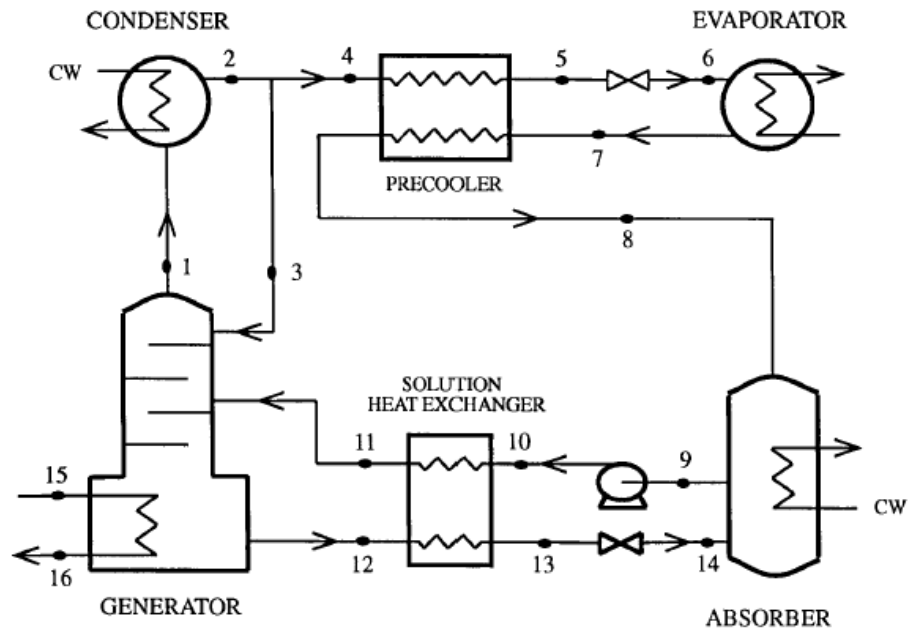 CONDENSER
EVAPORATOR
CW
2
4
5
6
7
PRECOOLER
8
1
3
SOLUTION
HEAT EXCHANGER
11
10
9
15
CW
16
12
13
14
GENERATOR
ABSORBER